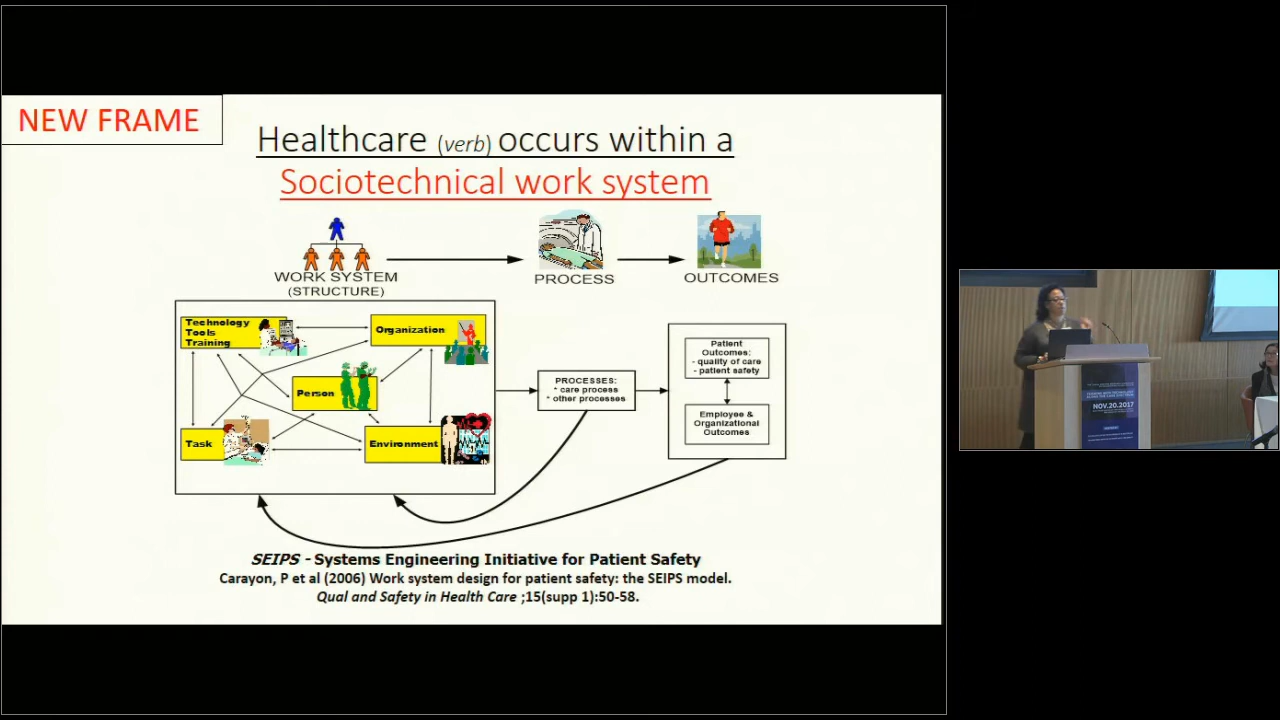 NEW FRAME
Healthcare (verb) occurs within a
Sociotechnical work system
WORK SYSTEM
(STRUCTURE)
PROCESS
OUTCOMES
Technology
Tools
Training
Organization
Person
Task
Environment
PROCESSES:
* care process
* other processes
Patient
Outcomes:
- quality of care
- patient safety
Employee &
Organizational
Outcomes
SEIPS - Systems Engineering Initiative for Patient Safety
Carayon, P et al (2006) Work system design for patient safety: the SEIPS model.
Qual and Safety in Health Care ;15(supp 1):50-58.
NOV.20.2017